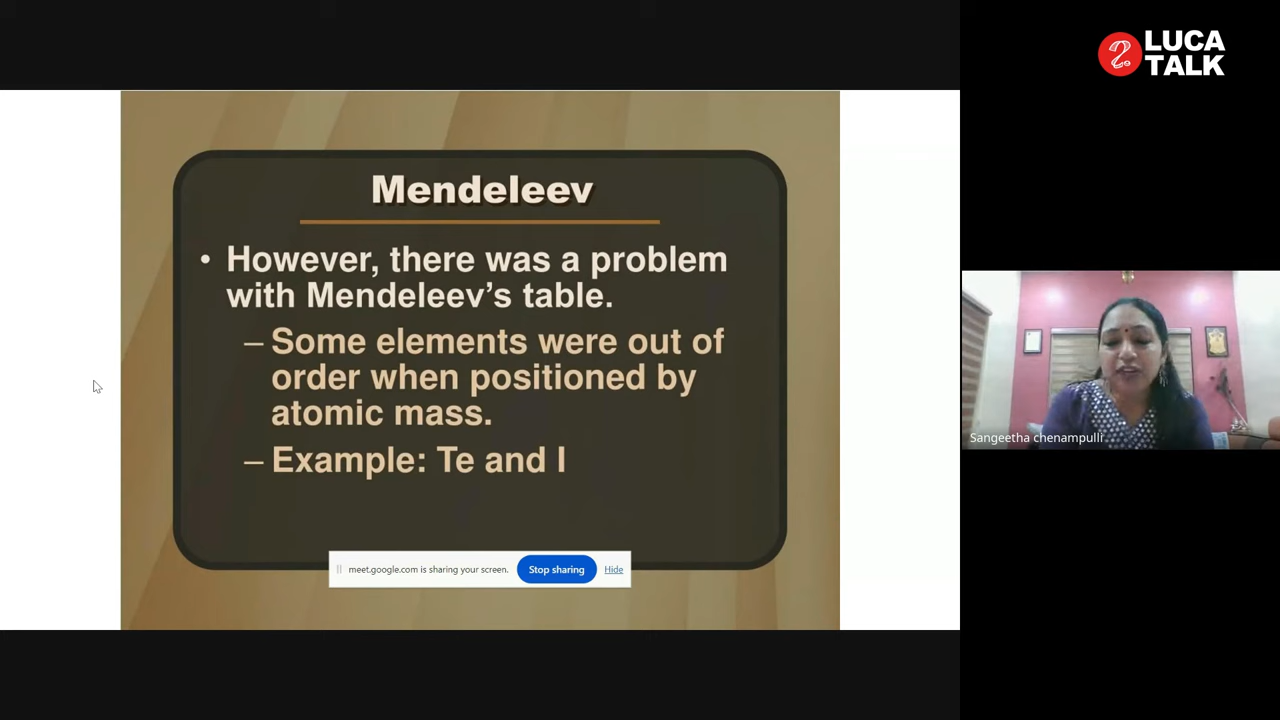 LUCA
TALK
Mendeleev
• However, there was a problem
with Mendeleev’s table.
– Some elements were out of
order when positioned by
atomic mass.
– Example: Te and I
meet.google.com is sharing your screen. Stop sharing Hide
Sangeetha chenampulli